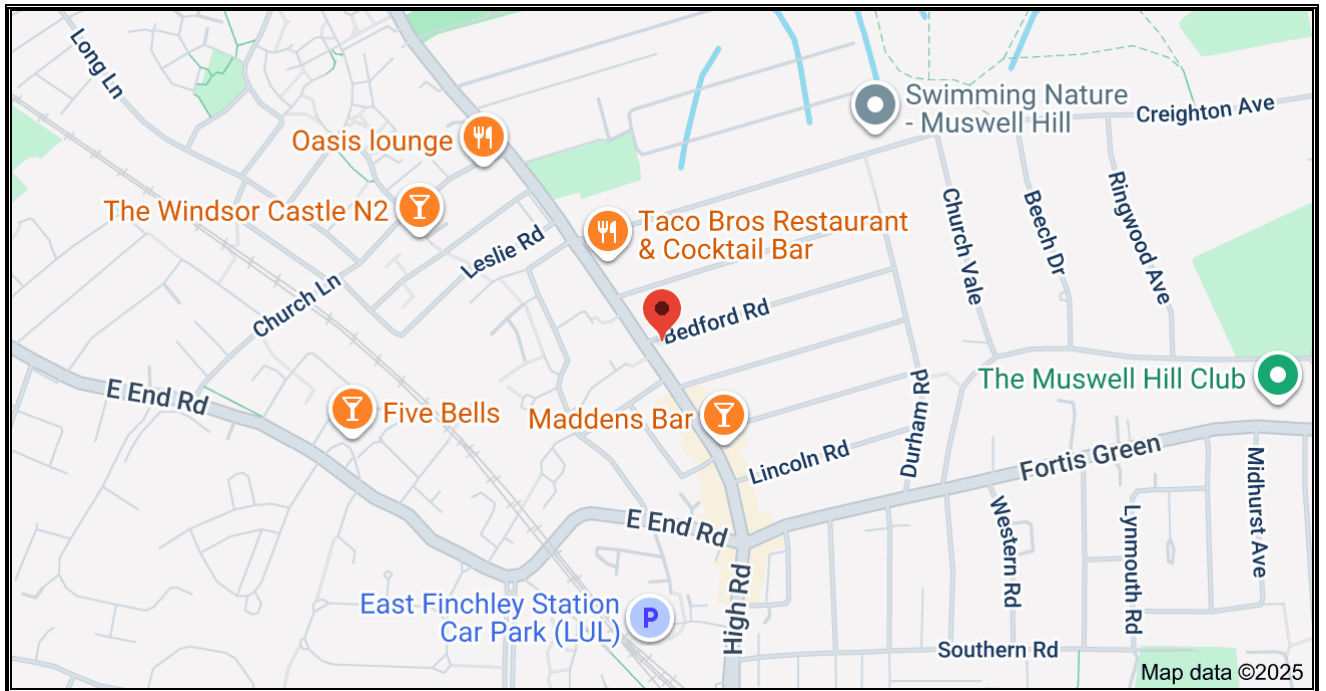 Long Ln
Swimming Nature
- Muswell Hill
Creighton Ave
Oasis lounge
The Windsor Castle N2
Taco Bros Restaurant
& Cocktail Bar
Leslie Rd
Church Ln
Church Vale
Beech Dr
Ringwood Ave
Bedford Rd
E End Rd
Five Bells
Maddens Bar
The Muswell Hill Club
Durham Rd
Lincoln Rd
Fortis Green
E End Rd
Western Rd
Lynmouth Rd
Midhurst Ave
East Finchley Station
Car Park (LUL)
P
High Rd
Southern Rd
Map data ©2025